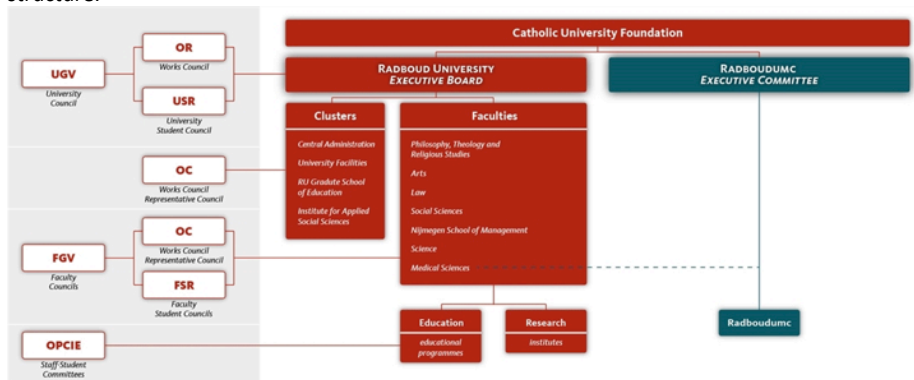 structure.
Catholic University Foundation
OR
Works Council
UGV
University
Council
USR
University
Student Council
RADBOUD UNIVERSITY
EXECUTIVE BOARD
RADBOUDUMC
EXECUTIVE COMMITTEE
Clusters
Central Administration
University Facilities
RU Gradute School
of Education
Institute for Applied
Social Sciences
Faculties
Philosophy, Theology and
Religious Studies
Arts
Law
Social Sciences
Nijmegen School of Management
Science
Medical Sciences
OC
Works Council
Representative Council
OC
Works Council
Representative Council
FGV
Faculty
Councils
FSR
Faculty
Student Councils
Education
educational
programmes
Research
institutes
Radboudumc
OPCIE
Staff-Student
Committees